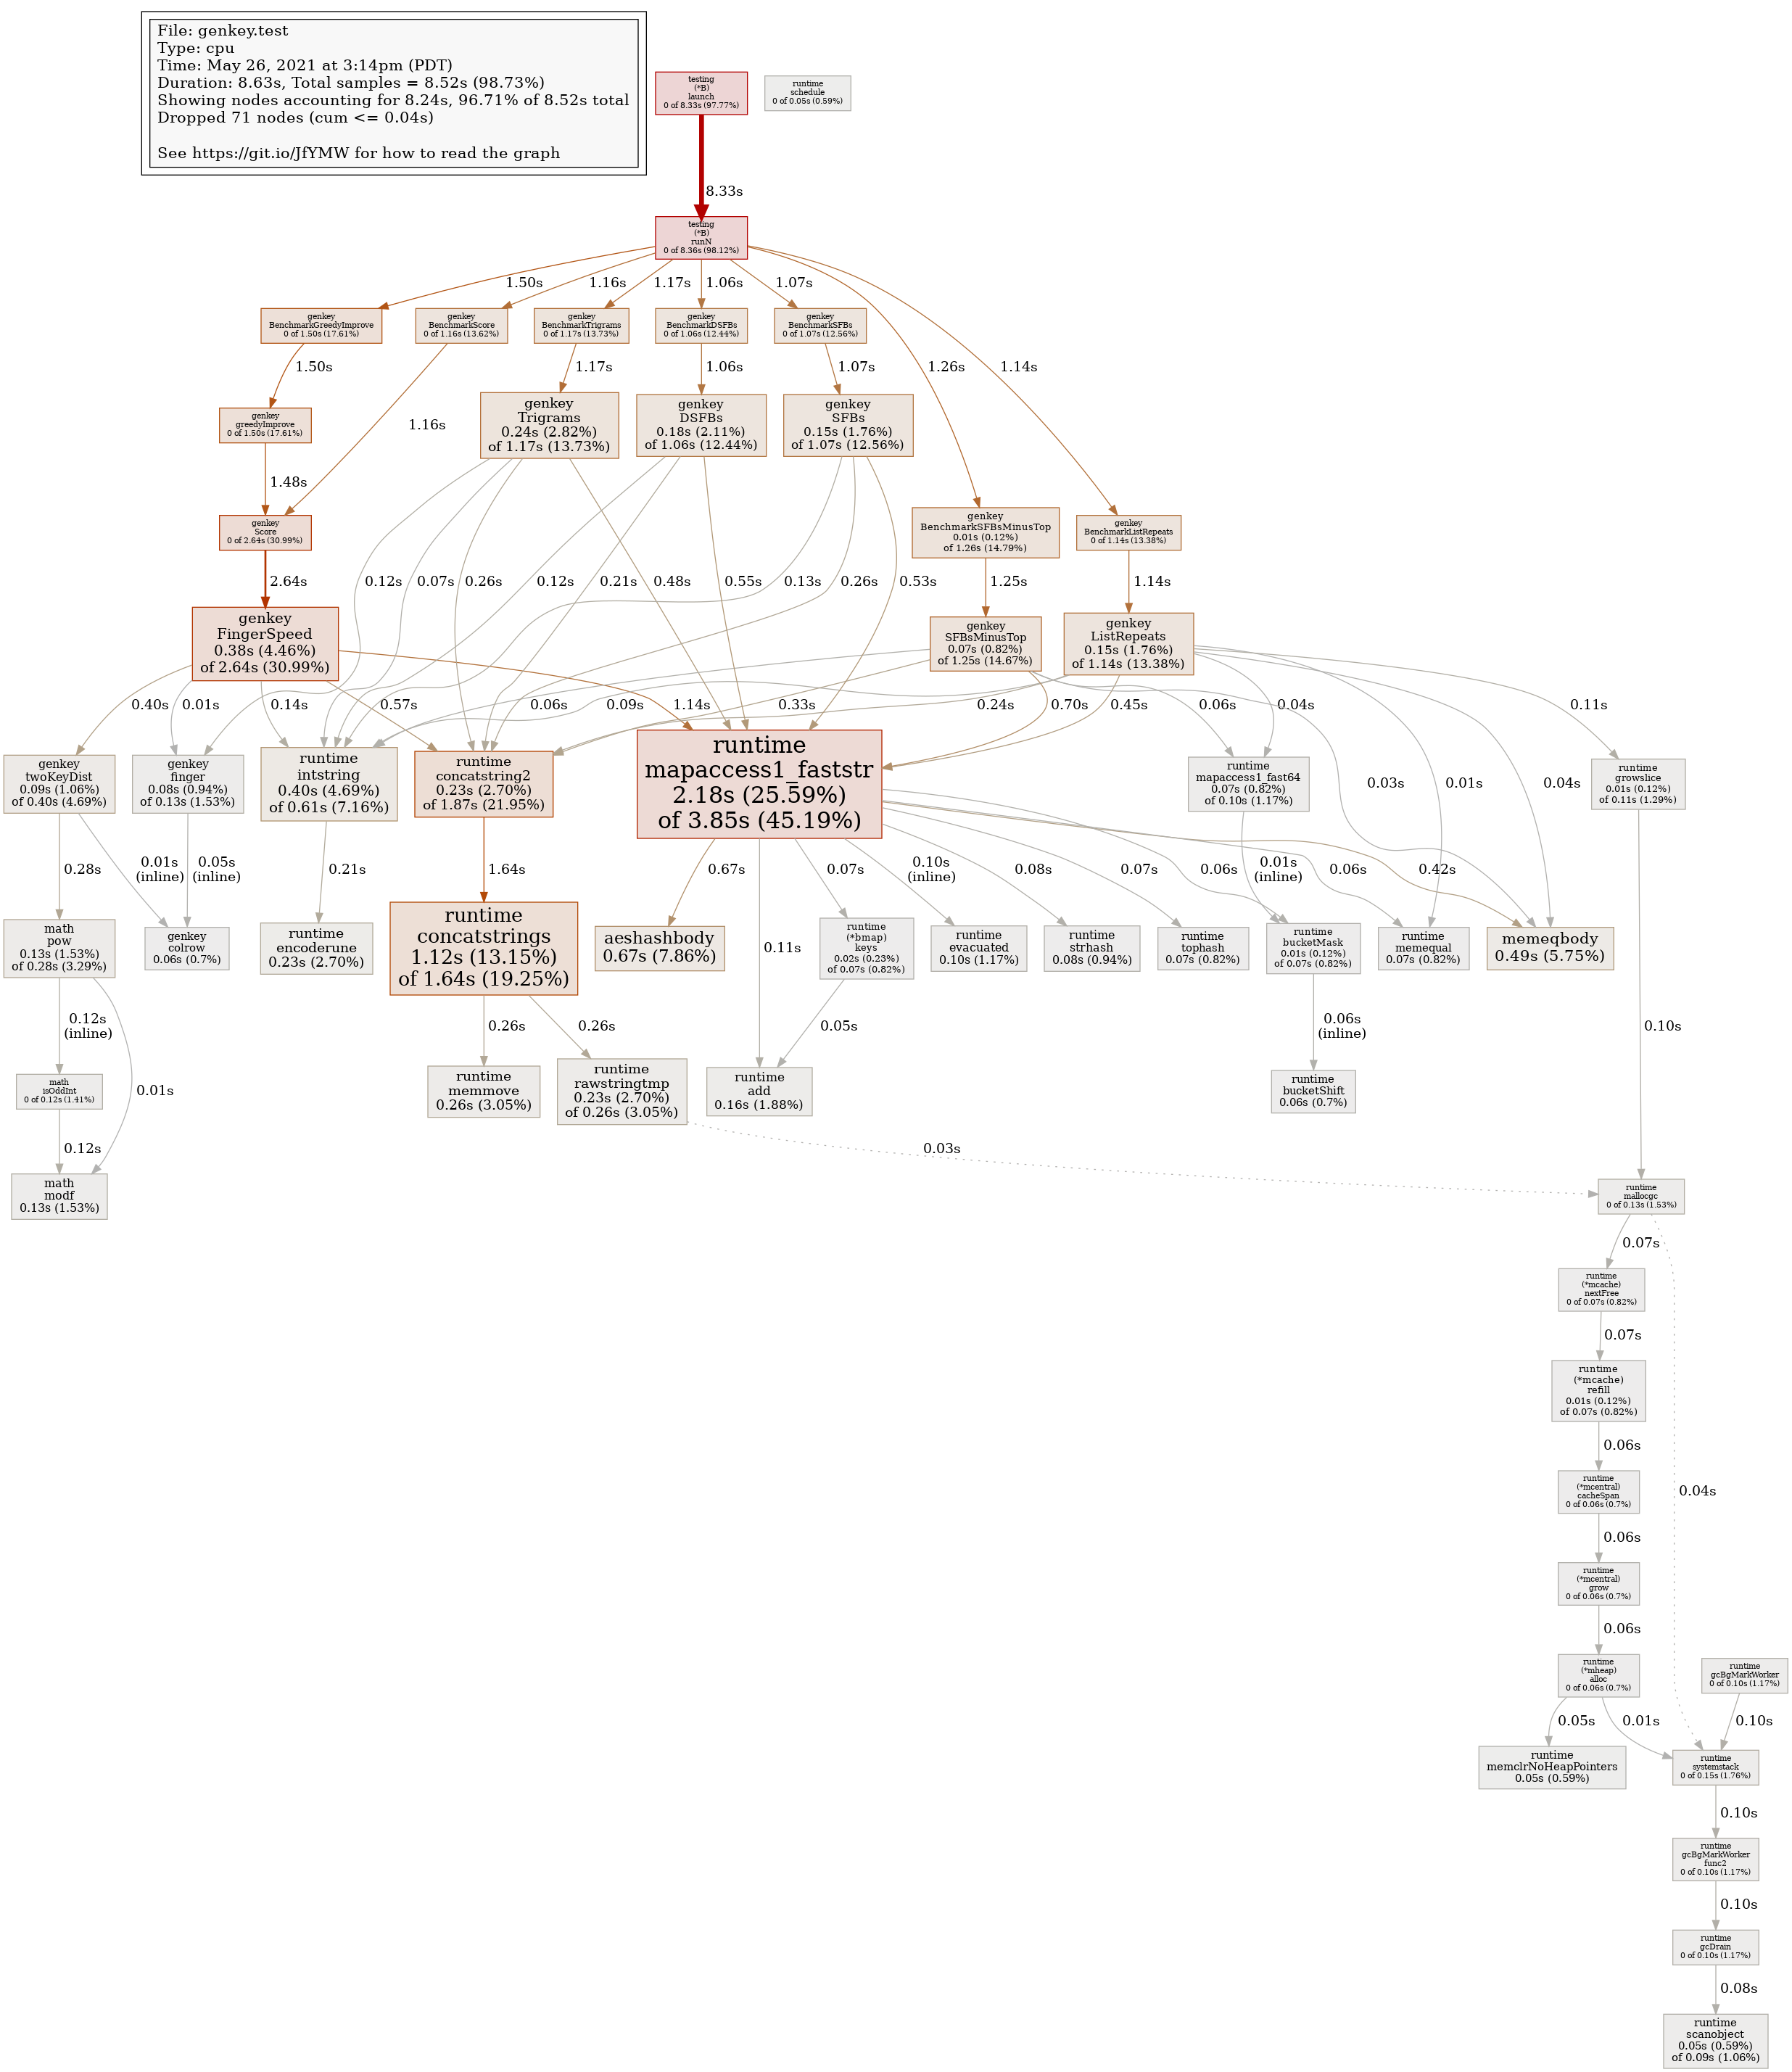 File: genkey.test
Type: cpu
Time: May 26, 2021 at 3:14pm (PDT)
Duration: 8.63s, Total samples = 8.52s (98.73%)
Showing nodes accounting for 8.24s, 96.71% of 8.52s total
Dropped 71 nodes (cum <= 0.04s)
See https://git.io/JfYMW for how to read the graph
testing
(*B)
launch
0 of 8.33s (97.77%)
runtime
schedule
0 of 0.05s (0.59%)
8.33s
testing
(*B)
runN
0 of 8.36s (98.12%)
1.50s
1.16s
1.17s
1.06s
1.07s
1.26s
1.14s
genkey
BenchmarkGreedyImprove
0 of 1.50s (17.61%)
genkey
BenchmarkScore
0 of 1.16s (13.62%)
genkey
BenchmarkTrigrams
0 of 1.17s (13.73%)
genkey
BenchmarkDSFBs
0 of 1.06s (12.44%)
genkey
BenchmarkSFBs
0 of 1.07s (12.56%)
1.50s
1.16s
1.17s
1.06s
1.07s
genkey
greedyImprove
0 of 1.50s (17.61%)
genkey
Trigrams
0.24s (2.82%)
of 1.17s (13.73%)
genkey
DSFBs
0.18s (2.11%)
of 1.06s (12.44%)
genkey
SFBs
0.15s (1.76%)
of 1.07s (12.56%)
1.48s
genkey
Score
0 of 2.64s (30.99%)
genkey
BenchmarkSFBsMinusTop
0.01s (0.12%)
of 1.26s (14.79%)
genkey
BenchmarkListRepeats
0 of 1.14s (13.38%)
2.64s
0.12s
0.07s
0.26s
0.48s
0.12s
0.21s
0.55s
0.13s
0.26s
0.53s
1.25s
1.14s
genkey
FingerSpeed
0.38s (4.46%)
of 2.64s (30.99%)
genkey
SFBsMinusTop
0.07s (0.82%)
of 1.25s (14.67%)
genkey
ListRepeats
0.15s (1.76%)
of 1.14s (13.38%)
0.40s
0.01s
0.14s
0.57s
0.06s
0.09s
1.14s
0.33s
0.24s
0.70s
0.45s
0.06s
0.04s
0.03s
0.01s
0.04s
0.11s
genkey
twoKeyDist
0.09s (1.06%)
of 0.40s (4.69%)
genkey
finger
0.08s (0.94%)
of 0.13s (1.53%)
runtime
intstring
0.40s (4.69%)
of 0.61s (7.16%)
runtime
concatstring2
0.23s (2.70%)
of 1.87s (21.95%)
runtime
mapaccess1_faststr
2.18s (25.59%)
of 3.85s (45.19%)
runtime
mapaccess1_fast64
0.07s (0.82%)
of 0.10s (1.17%)
runtime
growslice
0.01s (0.12%)
of 0.11s (1.29%)
0.28s
0.01s
(inline)
0.05s
(inline)
0.21s
1.64s
0.67s
0.11s
0.07s
0.10s
(inline)
0.08s
0.07s
0.06s
0.01s
(inline)
0.06s
0.42s
math
pow
0.13s (1.53%)
of 0.28s (3.29%)
genkey
colrow
0.06s (0.7%)
runtime
encoderune
0.23s (2.70%)
runtime
concatstrings
1.12s (13.15%)
of 1.64s (19.25%)
aeshashbody
0.67s (7.86%)
runtime
(*bmap)
keys
0.02s (0.23%)
of 0.07s (0.82%)
runtime
evacuated
0.10s (1.17%)
runtime
strhash
0.08s (0.94%)
runtime
tophash
0.07s (0.82%)
runtime
bucketMask
0.01s (0.12%)
of 0.07s (0.82%)
runtime
memequal
0.07s (0.82%)
memeqbody
0.49s (5.75%)
0.12s
(inline)
0.01s
0.26s
0.26s
0.05s
0.06s
(inline)
0.10s
math
isOddInt
0 of 0.12s (1.41%)
runtime
memmove
0.26s (3.05%)
runtime
rawstringtmp
0.23s (2.70%)
of 0.26s (3.05%)
runtime
add
0.16s (1.88%)
runtime
bucketShift
0.06s (0.7%)
0.12s
0.03s
math
modf
0.13s (1.53%)
runtime
mallocgc
0 of 0.13s (1.53%)
0.07s
0.04s
runtime
(*mcache)
nextFree
0 of 0.07s (0.82%)
0.07s
runtime
(*mcache)
refill
0.01s (0.12%)
of 0.07s (0.82%)
0.06s
runtime
(*mcentral)
cacheSpan
0 of 0.06s (0.7%)
0.06s
runtime
(*mcentral)
grow
0 of 0.06s (0.7%)
0.06s
runtime
(*mheap)
alloc
0 of 0.06s (0.7%)
runtime
gcBgMarkWorker
0 of 0.10s (1.17%)
0.05s
0.01s
0.10s
runtime
memclrNoHeapPointers
0.05s (0.59%)
runtime
systemstack
0 of 0.15s (1.76%)
0.10s
runtime
gcBgMarkWorker
func2
0 of 0.10s (1.17%)
0.10s
runtime
gcDrain
0 of 0.10s (1.17%)
0.08s
runtime
scanobject
0.05s (0.59%)
of 0.09s (1.06%)